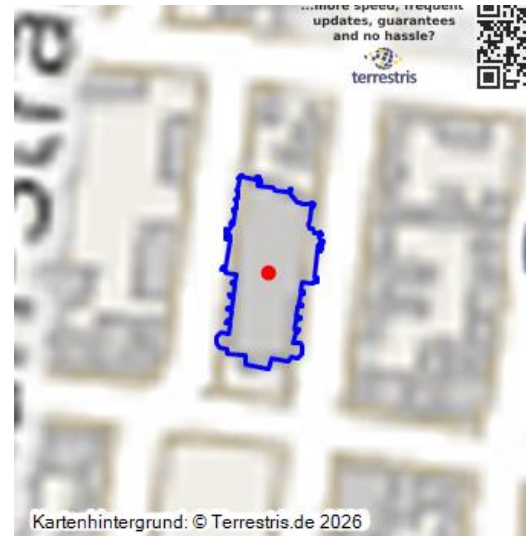 ...more speed, frequent
updates, guarantees
and no hassle?
terrestris
Kartenhintergrund: © Terrestris.de 2026